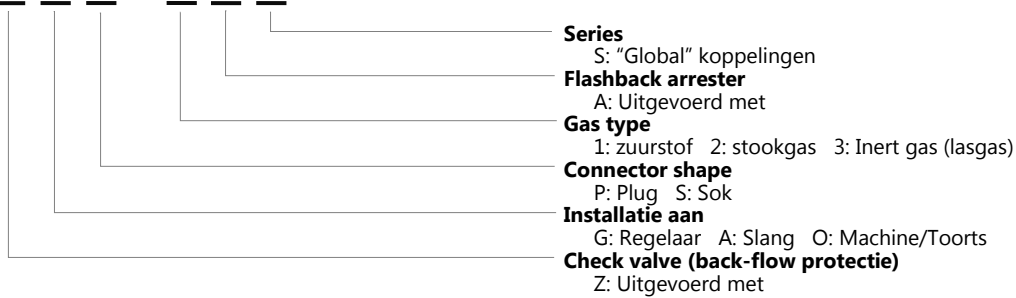 Series
S: “Global” koppelingen
Flashback arrester
A: Uitgevoerd met
Gas type
1: zuurstof 2: stookgas 3: Inert gas (lasgas)
Connector shape
P: Plug S: Sok
Installatie aan
G: Regelaar A: Slang O: Machine/Toorts
Check valve (back-flow protectie)
Z: Uitgevoerd met